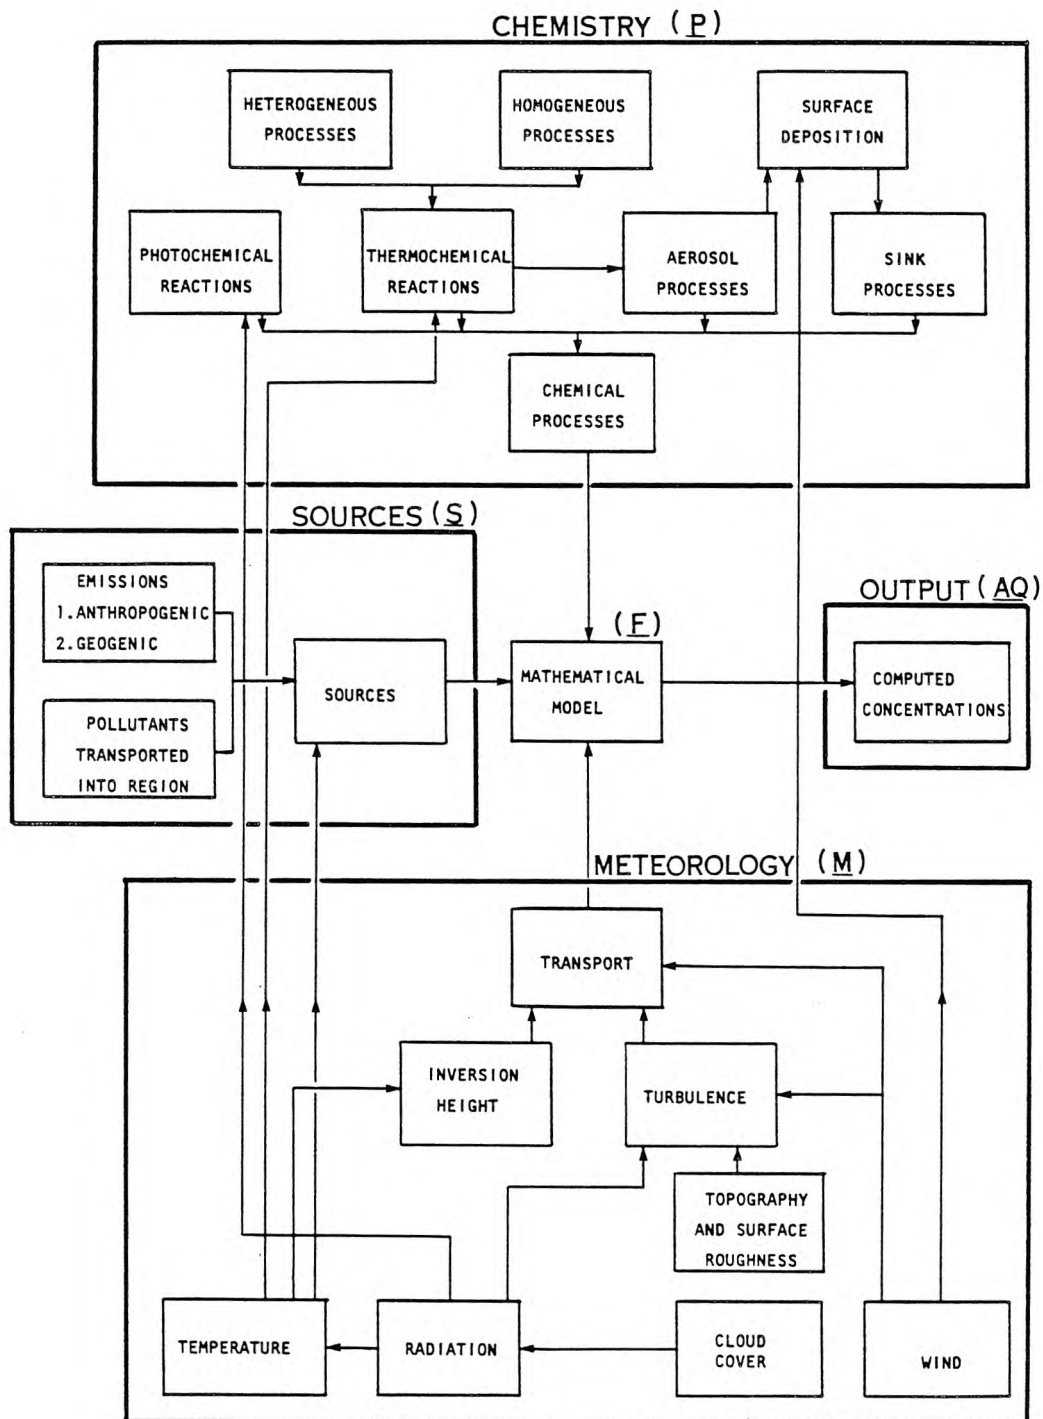 CHEMISTRY (P)
HETEROGENEOUS
PROCESSES
HOMOGENEOUS
PROCESSES
SURFACE
DEPOSITION
PHOTOCHEMICAL
REACTIONS
THERMOCHEMICAL
REACTIONS
AEROSOL
PROCESSES
SINK
PROCESSES
CHEMICAL
PROCESSES
SOURCES (S)
EMISSIONS
1. ANTHROPOGENIC
2. GEOGENIC
POLLUTANTS
TRANSPORTED
INTO REGION
SOURCES
(F)
MATHEMATICAL
MODEL
OUTPUT (AQ)
COMPUTED
CONCENTRATIONS
METEOROLOGY (M)
TRANSPORT
INVERSION
HEIGHT
TURBULENCE
TOPOGRAPHY
AND SURFACE
ROUGHNESS
TEMPERATURE
RADIATION
CLOUD
COVER
WIND